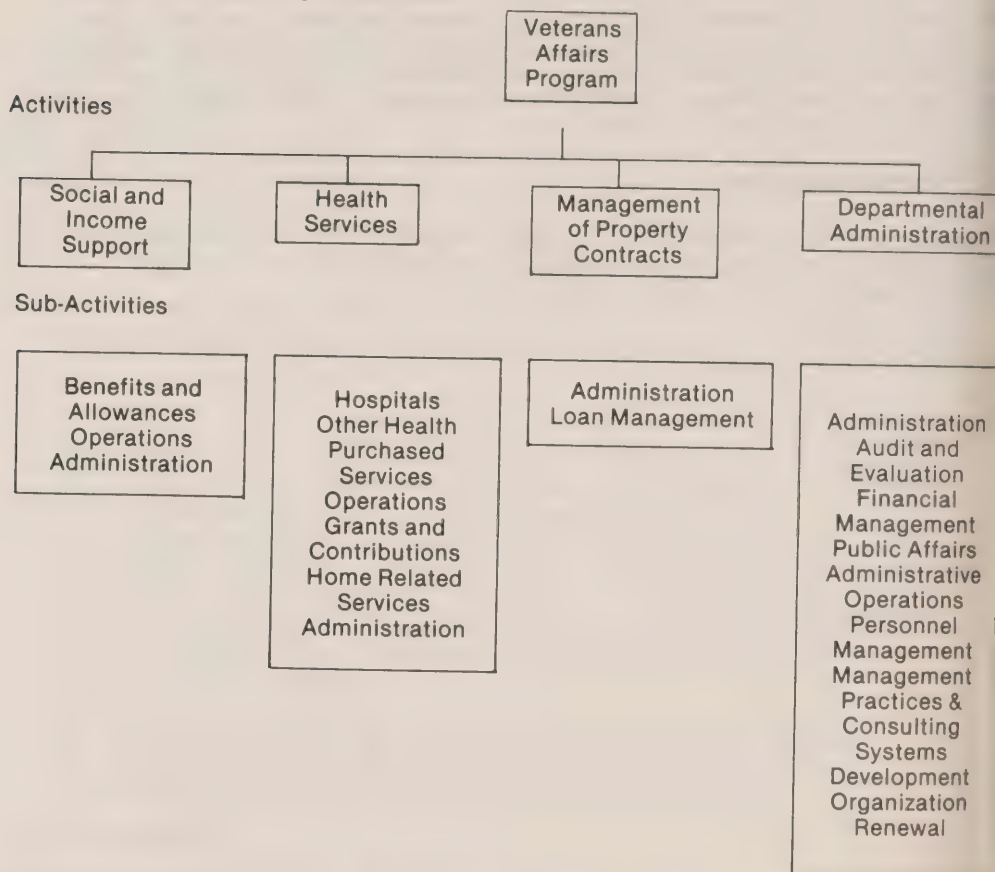 Veterans
Affairs
Program
Activities
Social and
Income
Support
Health
Services
Management
of Property
Contracts
Departmental
Administration
Sub-Activities
Benefits and
Allowances
Operations
Administration
Hospitals
Other Health
Purchased
Services
Operations
Grants and
Contributions
Home Related
Services
Administration
Administration
Loan Management
Administration
Audit and
Evaluation
Financial
Management
Public Affairs
Administrative
Operations
Personnel
Management
Management
Practices &
Consulting
Systems
Development
Organization
Renewal